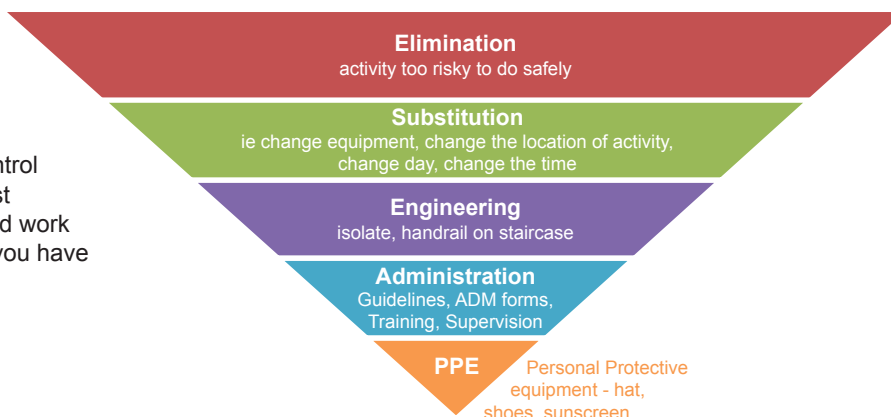 Elimination
activity too risky to do safely
Substitution
ie change equipment, change the location of activity,
change day, change the time
ntrol
st
d work
you have
Engineering
isolate, handrail on staircase
Administration
Guidelines, ADM forms,
Training, Supervision
PPE
Personal Protective
equipment - hat,
shoes, sunscreen